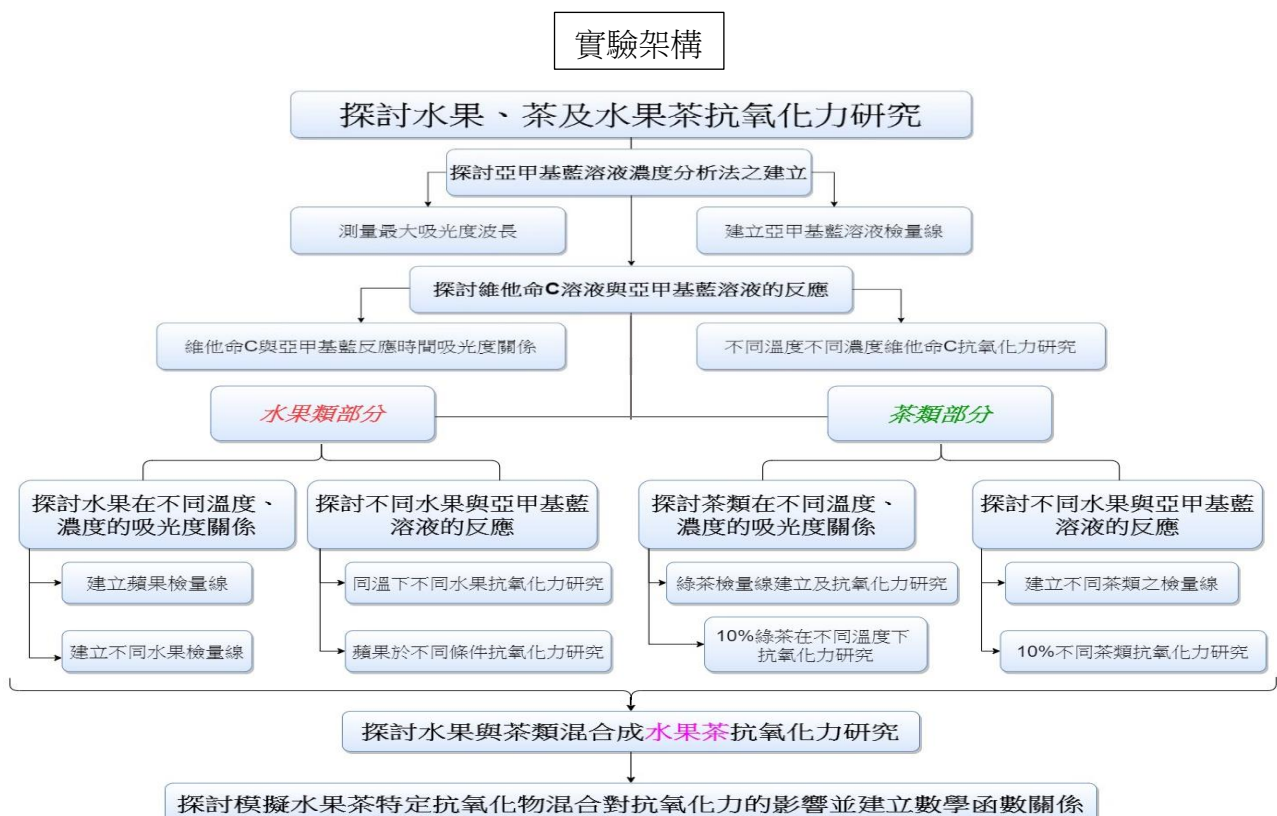 實驗架構
探討水果、茶及水果茶抗氧化力研究
探討亞甲基藍溶液濃度分析法之建立
測量最大吸光度波長
建立亞甲基藍溶液檢量線
探討維他命C溶液與亞甲基藍溶液的反應
維他命C與亞甲基藍反應時間吸光度關係
不同溫度不同濃度維他命C抗氧化力研究
水果類部分
茶類部分
探討水果在不同溫度、
濃度的吸光度關係
探討不同水果與亞甲基藍
溶液的反應
探討茶類在不同溫度、
濃度的吸光度關係
探討不同水果與亞甲基藍
溶液的反應
建立蘋果檢量線
同溫下不同水果抗氧化力研究
綠茶檢量線建立及抗氧化力研究
建立不同茶類之檢量線
建立不同水果檢量線
蘋果於不同條件抗氧化力研究
10%綠茶在不同溫度下
抗氧化力研究
10%不同茶類抗氧化力研究
探討水果與茶類混合成水果茶抗氧化力研究
探討模擬水果茶特定抗氧化物混合對抗氧化力的影響並建立數學函數關係